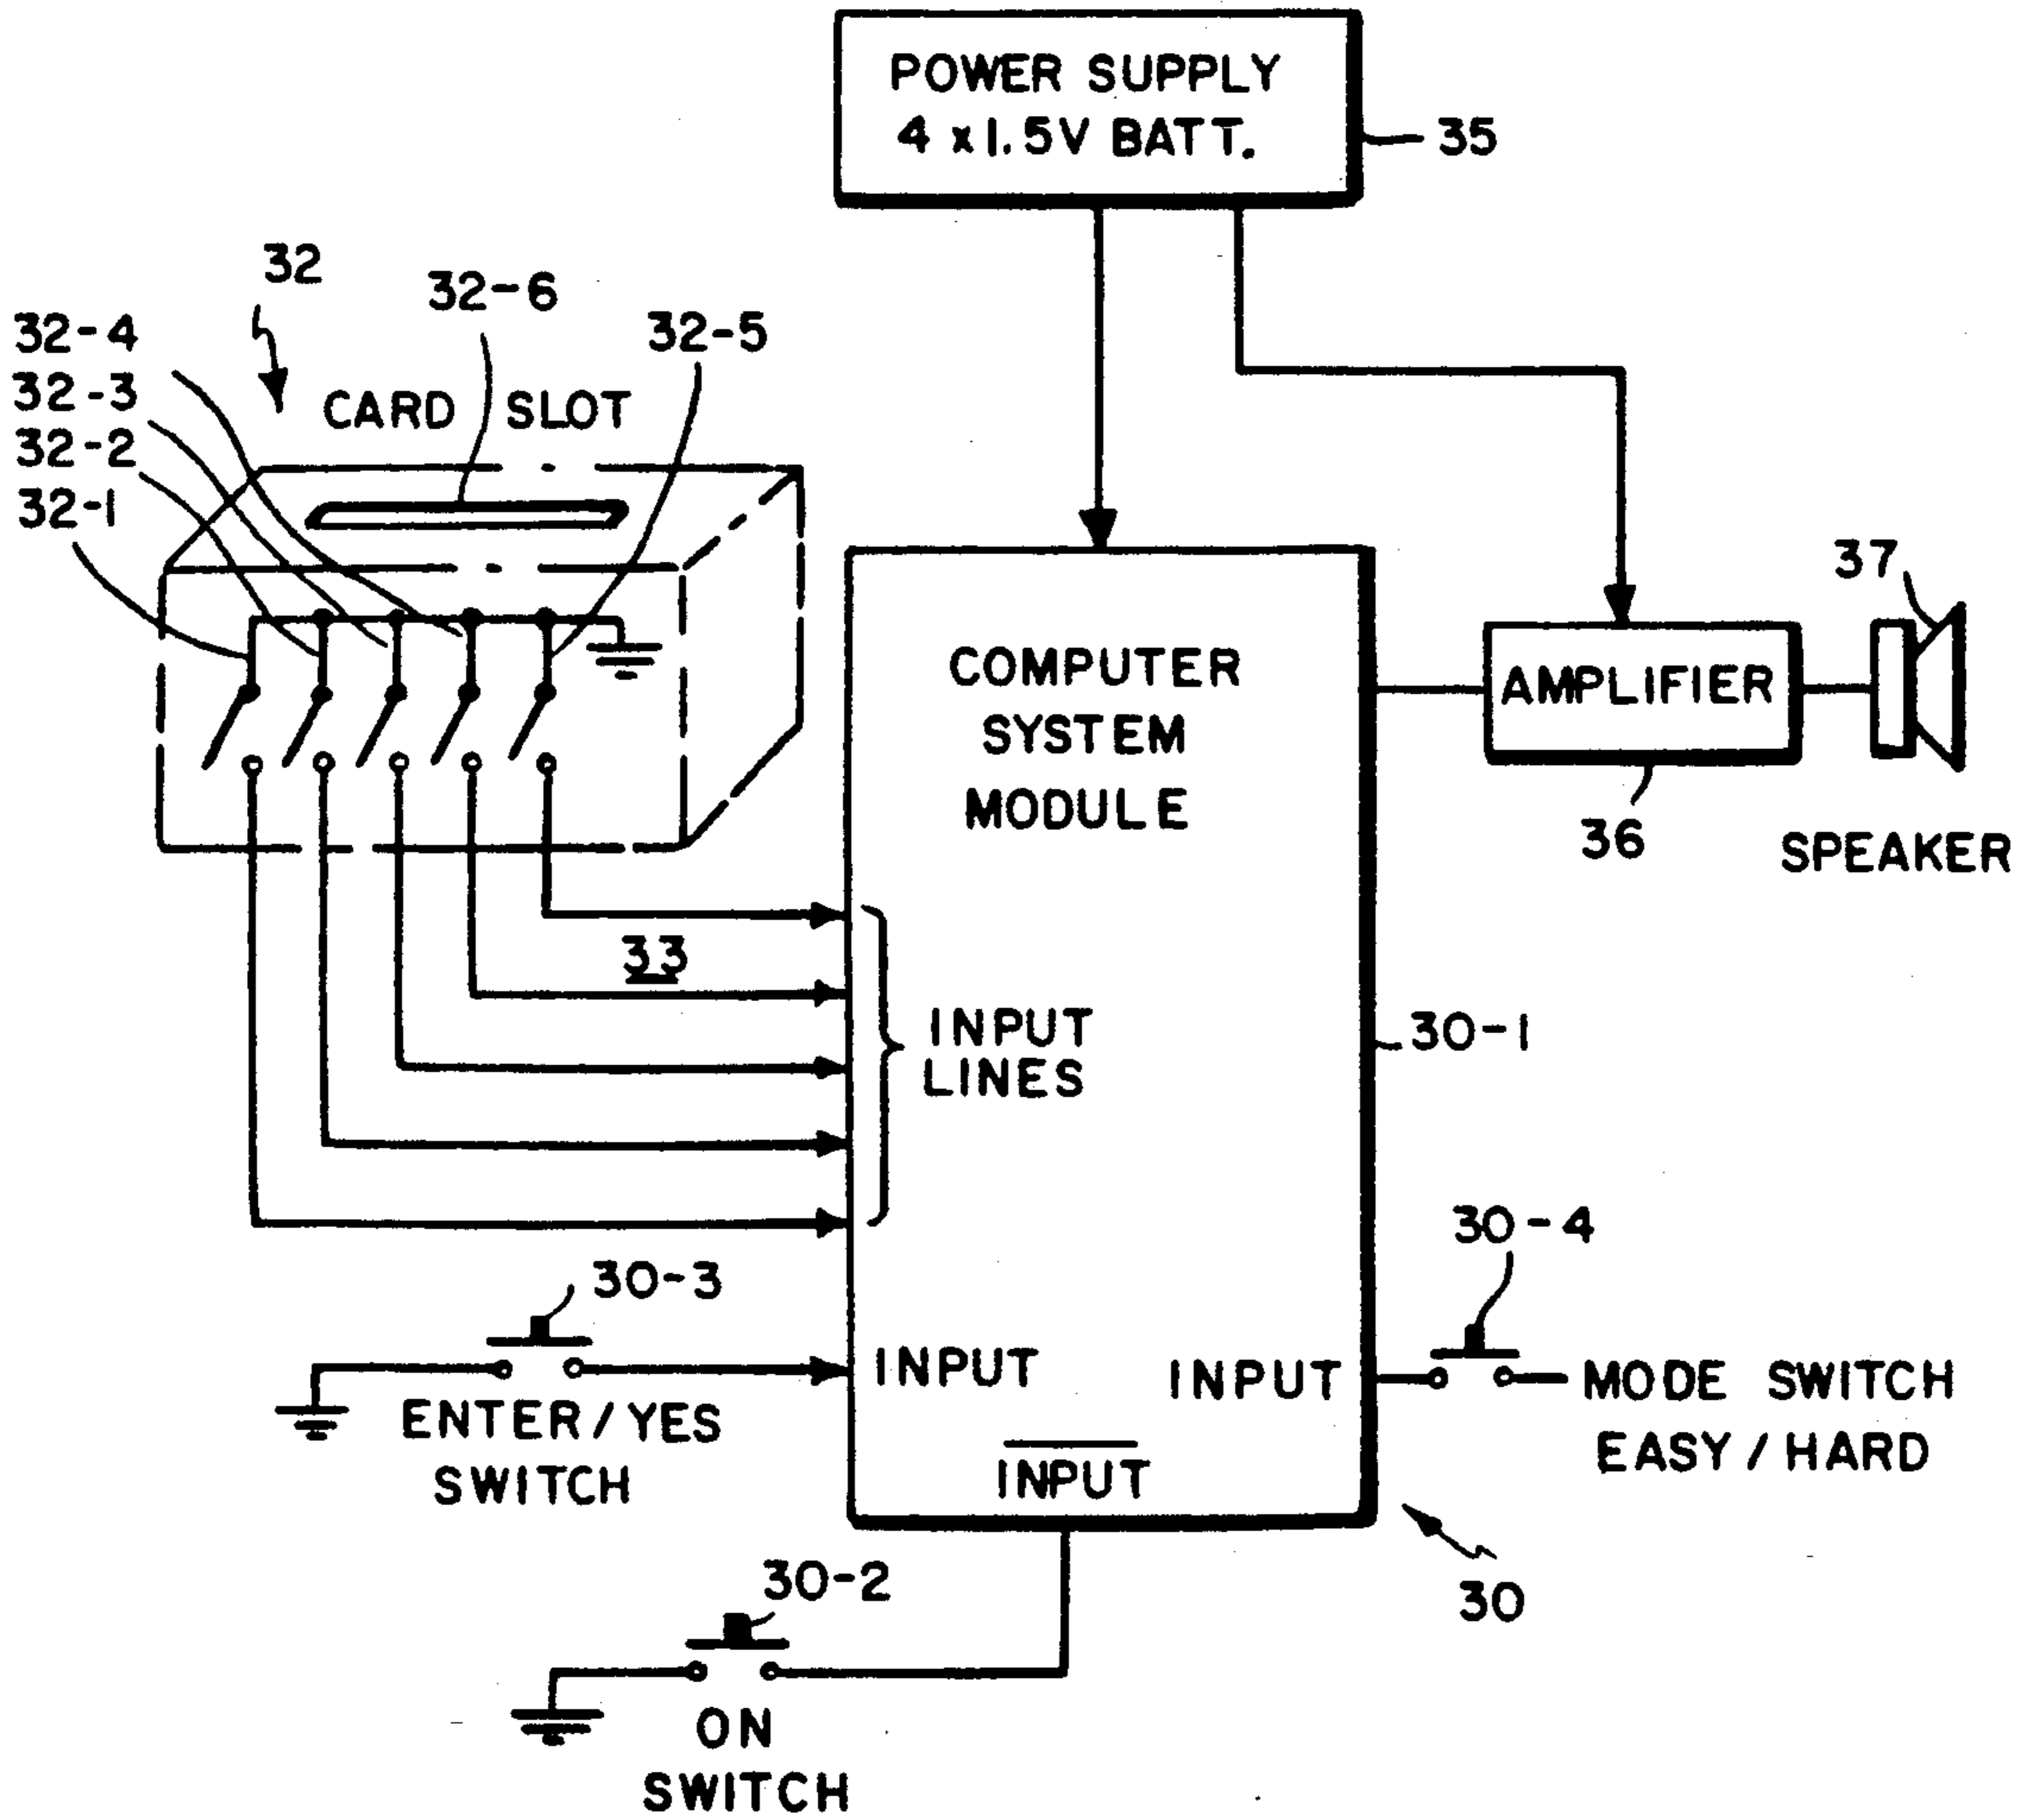 POWER SUPPLY
4 x 1.5V BATT.
35
32
32-6
32-5
32-4
32-3
32-2
32-1
CARD SLOT
COMPUTER
SYSTEM
MODULE
AMPLIFIER
37
36
SPEAKER
33
INPUT
LINES
30-1
30-4
30-3
INPUT
INPUT
MODE SWITCH
EASY / HARD
ENTER / YES
SWITCH
INPUT
30-2
30
ON
SWITCH